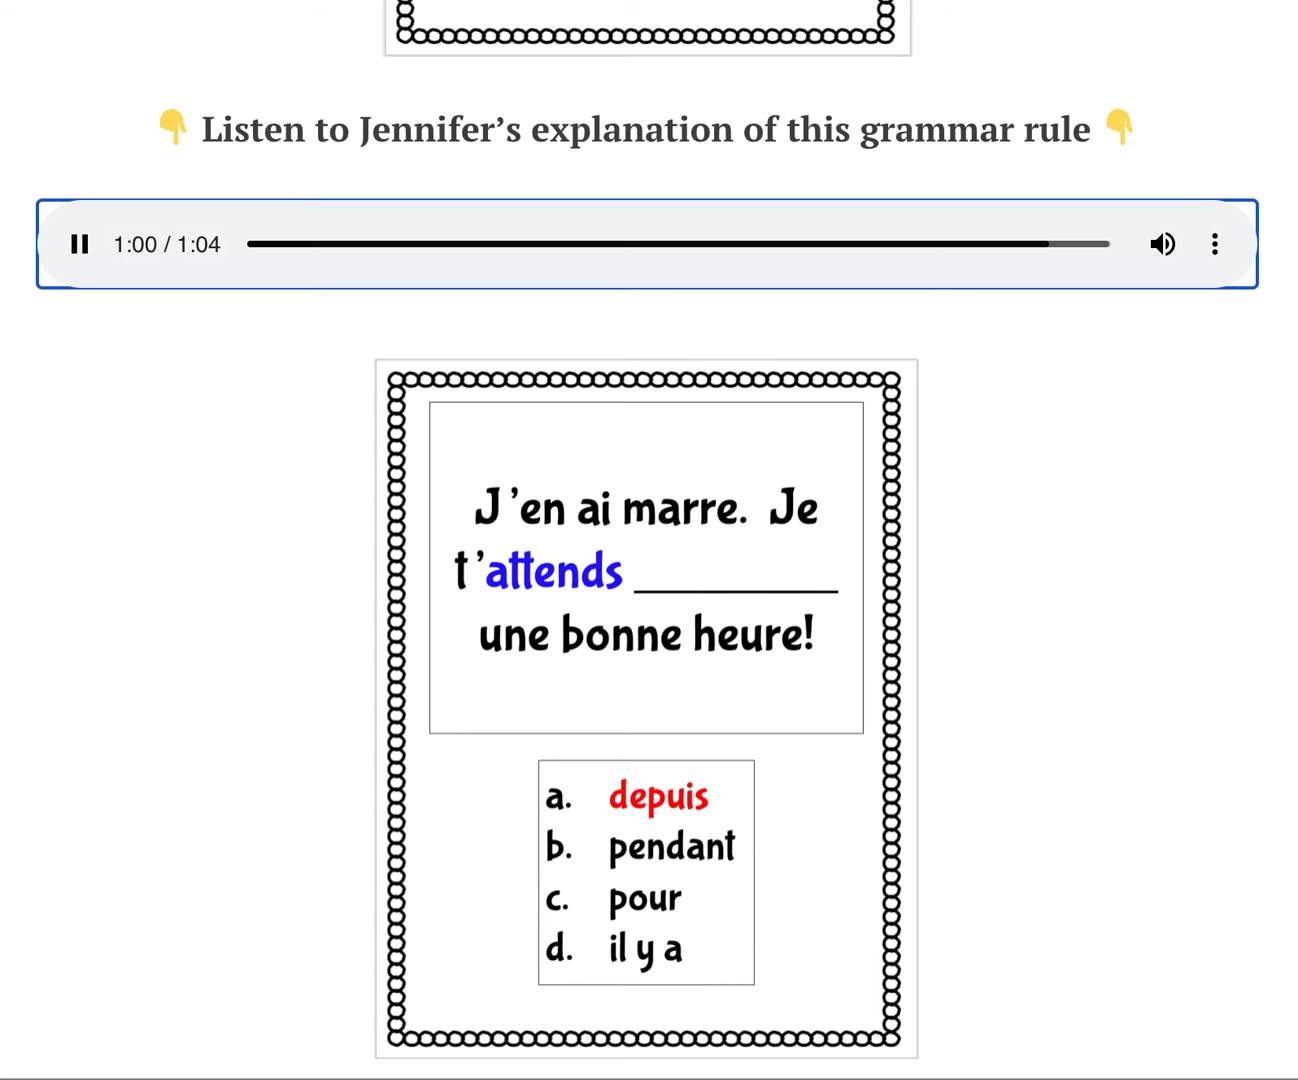 👇 Listen to Jennifer’s explanation of this grammar rule 👇
1:00 / 1:04
J’en ai marre. Je
t’attends __________
une bonne heure!
a. depuis
b. pendant
c. pour
d. il y a